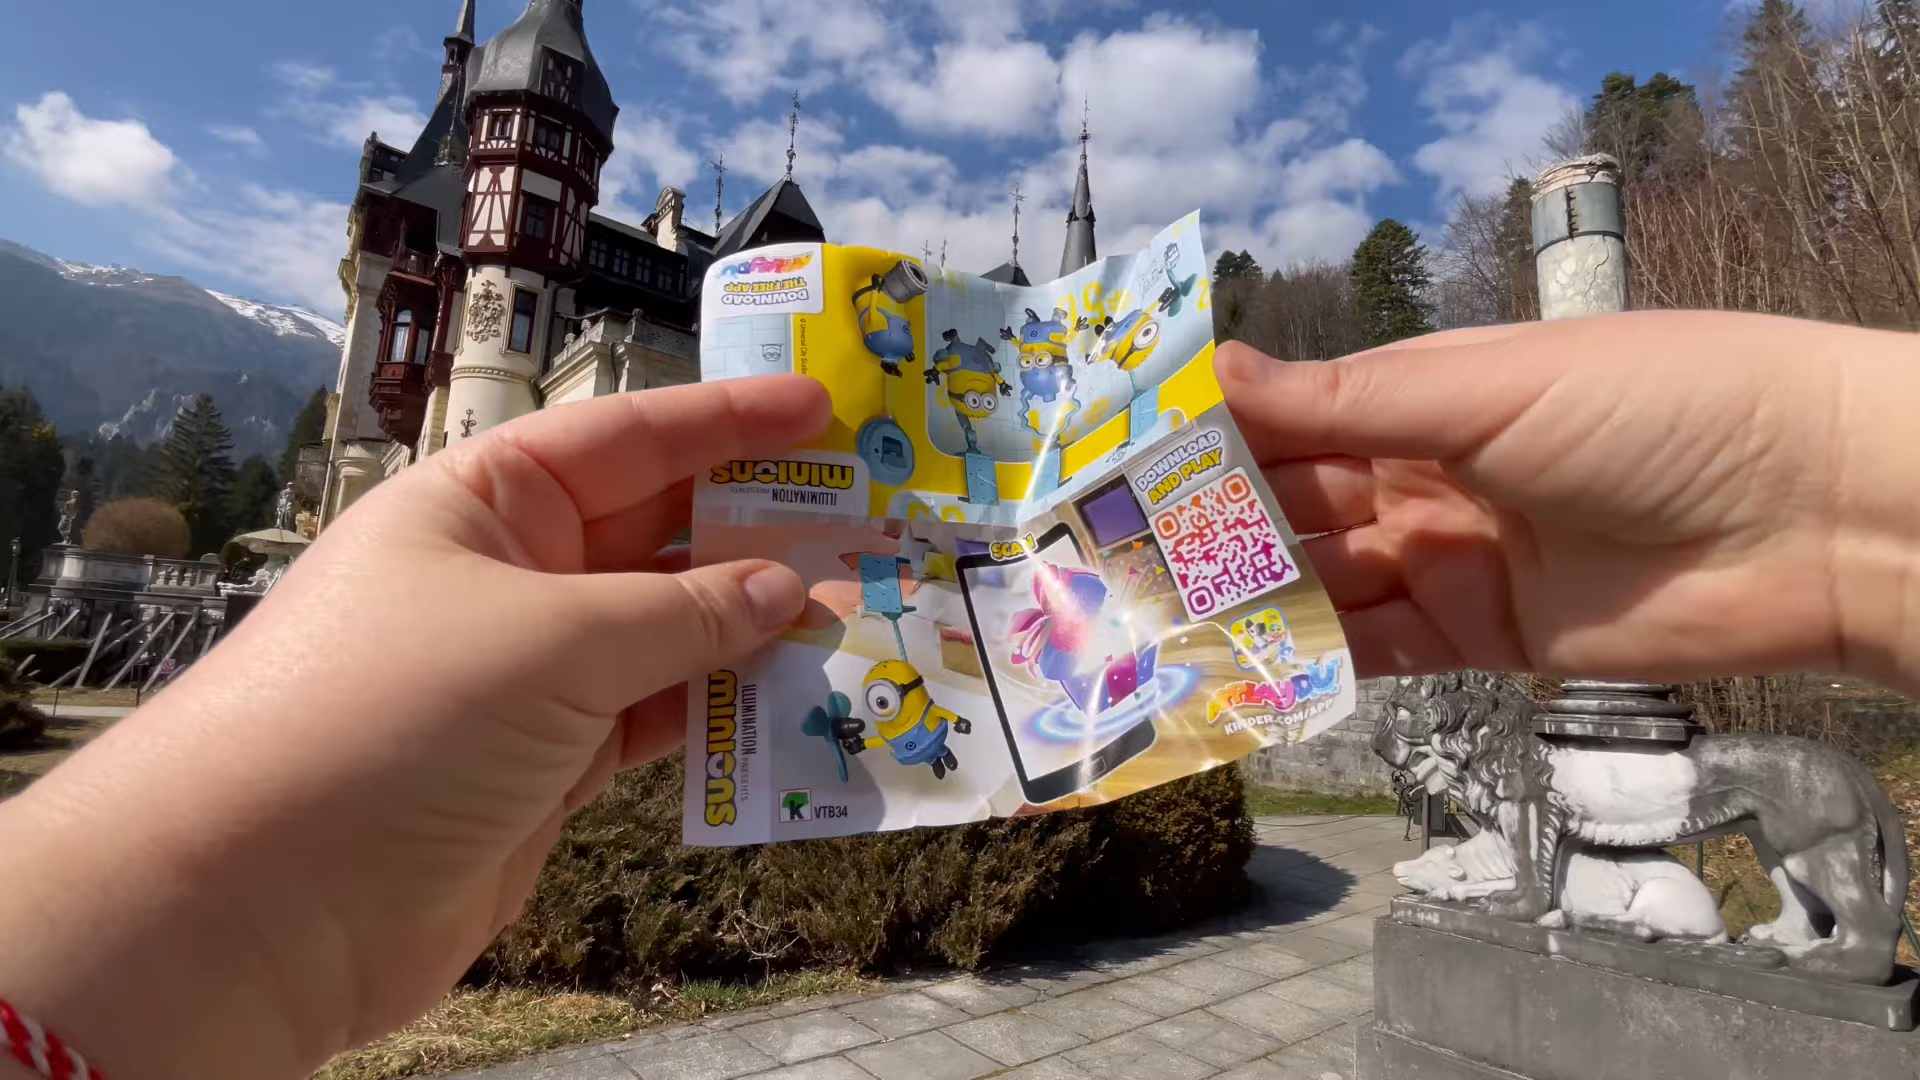 APPLAYDU
DOWNLOAD
THE FREE APP
ILLUMINATION
PRESENTS
MINIONS
DOWNLOAD
AND PLAY
SCAN
APPLAYDU
KINDER.COM/APP
ILLUMINATION PRESENTS
MINIONS
K
VTB34